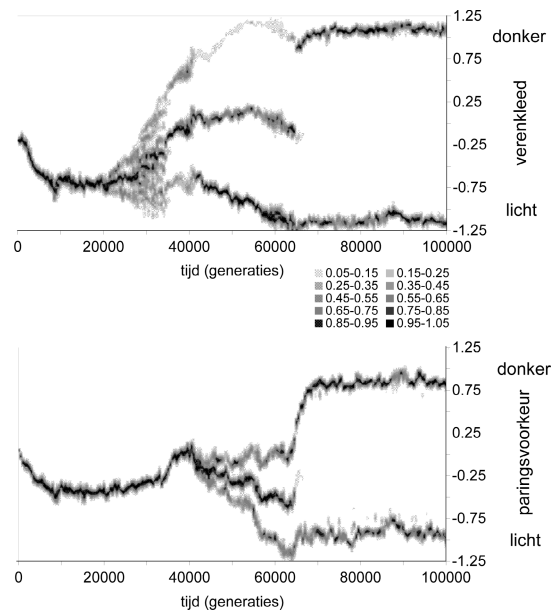 1.25
donker
0.75
0.25
verenkleed
-0.25
-0.75
licht
-1.25
0 20000 40000 60000 80000 100000
tijd (generaties)
0.05-0.15 0.15-0.25
0.25-0.35 0.35-0.45
0.45-0.55 0.55-0.65
0.65-0.75 0.75-0.85
0.85-0.95 0.95-1.05
1.25
donker
0.75
0.25
paringsvoorkeur
-0.25
-0.75
licht
-1.25
0 20000 40000 60000 80000 100000
tijd (generaties)